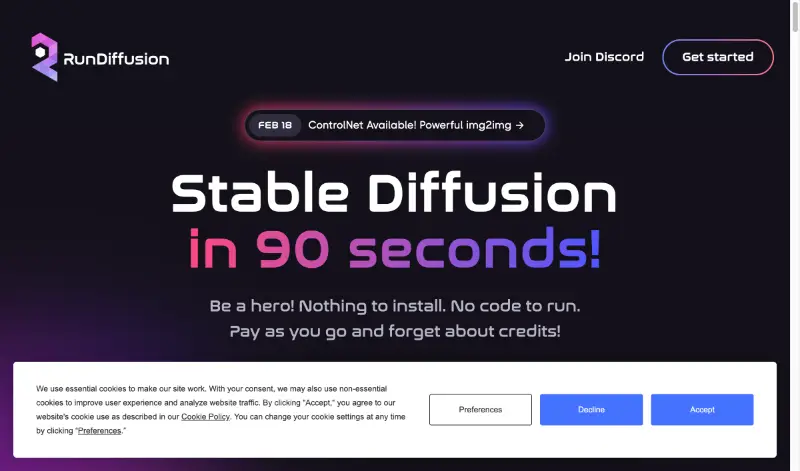 RunDiffusion
Join Discord
Get started
FEB 18 ControlNet Available! Powerful img2img →
Stable Diffusion
in 90 seconds!
Be a hero! Nothing to install. No code to run.
Pay as you go and forget about credits!
We use essential cookies to make our site work. With your consent, we may also use non-essential
cookies to improve user experience and analyze website traffic. By clicking "Accept," you agree to our
website's cookie use as described in our Cookie Policy. You can change your cookie settings at any time
by clicking "Preferences."
Preferences
Decline
Accept